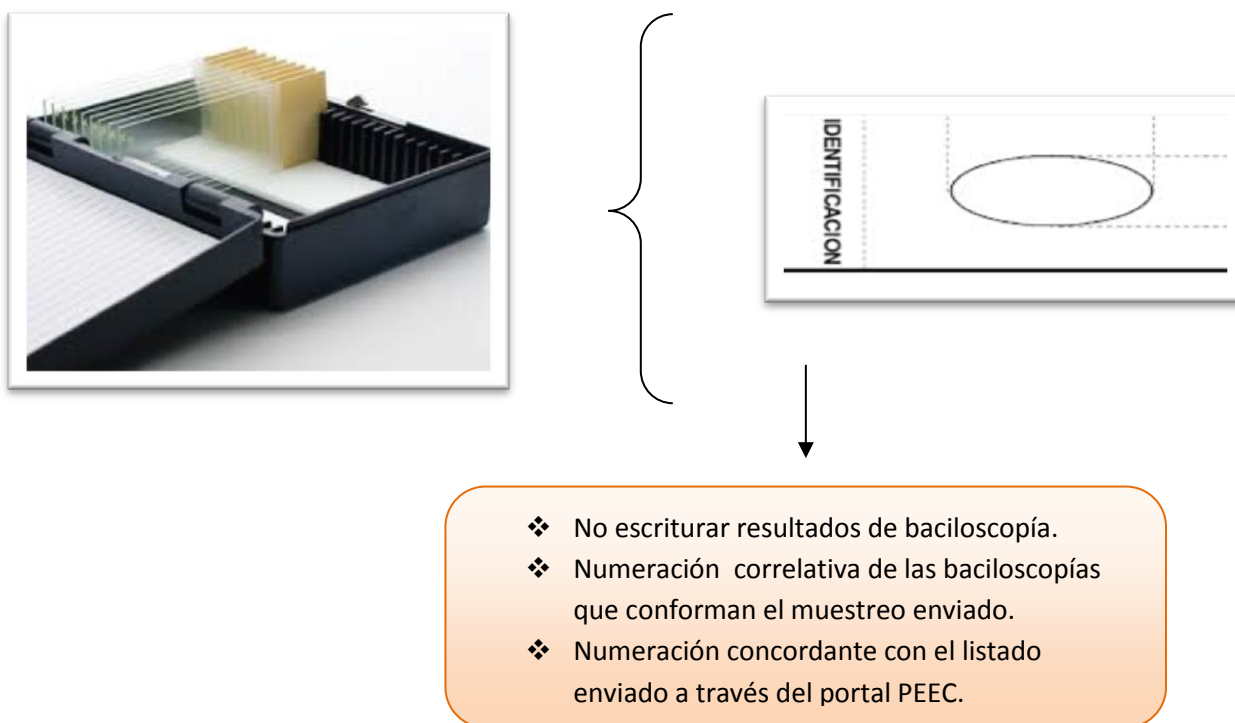 IDENTIFICACION
❖ No escriturar resultados de baciloscopía.
❖ Numeración correlativa de las baciloscopías
que conforman el muestreo enviado.
❖ Numeración concordante con el listado
enviado a través del portal PEEC.